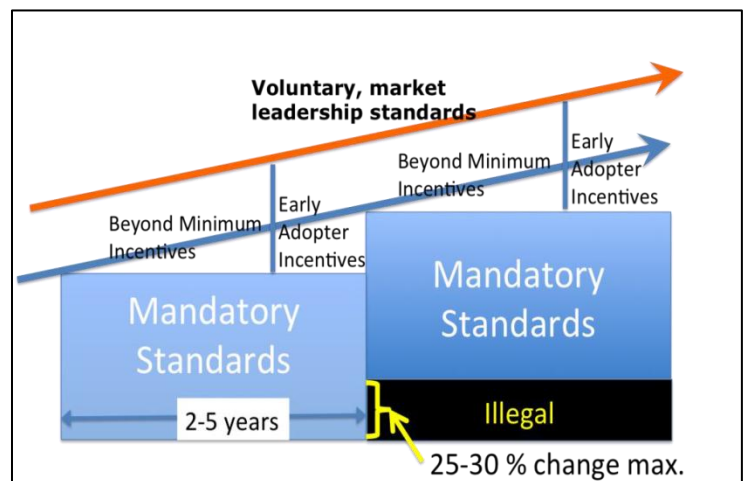 Voluntary, market
leadership standards
Beyond Minimum
Incentives
Early
Adopter
Incentives
Beyond Minimum
Incentives
Early
Adopter
Incentives
Mandatory
Standards
Mandatory
Standards
2-5 years
Illegal
25-30 % change max.